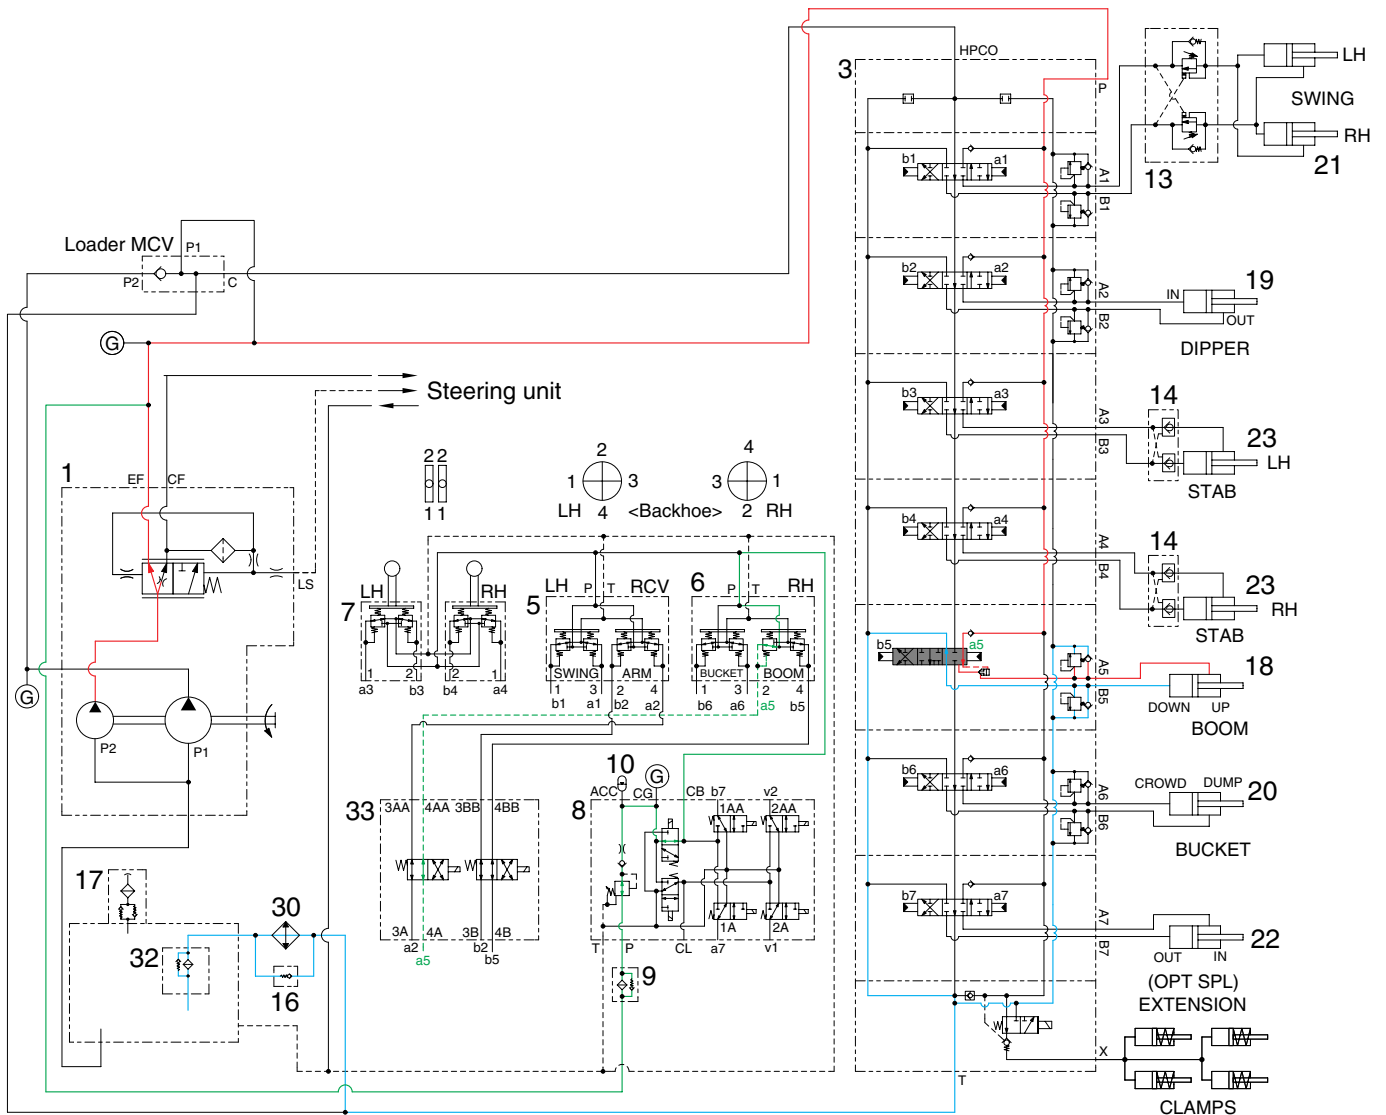 HPCO
3
P
LH
SWING
RH
13
21
b1
a1
A1
B1
Loader MCV
P1
P2
C
b2
a2
A2
B2
IN
19
OUT
DIPPER
G
Steering unit
b3
a3
A3
B3
14
23
LH
STAB
1
EF
CF
LS
2 2
1 1
2
1
3
4
LH
<Backhoe>
4
3
1
2
RH
b4
a4
A4
B4
14
23
RH
STAB
LH
7
RH
1
2
2
1
a3
b3
b4
a4
LH
P
T
RCV
5
SWING
ARM
1
3
2
4
b1
a1
b2
a2
6
P
T
RH
BUCKET
BOOM
1
3
2
4
b6
a6
a5
b5
b5
a5
A5
B5
18
DOWN
UP
BOOM
G
P2
P1
b6
a6
A6
B6
CROWD
DUMP
20
BUCKET
33
3AA
4AA
3BB
4BB
3A
4A
3B
4B
a2
a5
b2
b5
10
G
ACC
CG
CB
b7
v2
8
1AA
2AA
1A
2A
T
P
CL
a7
v1
9
17
30
32
16
b7
a7
A7
B7
OUT
IN
22
(OPT SPL)
EXTENSION
X
T
CLAMPS